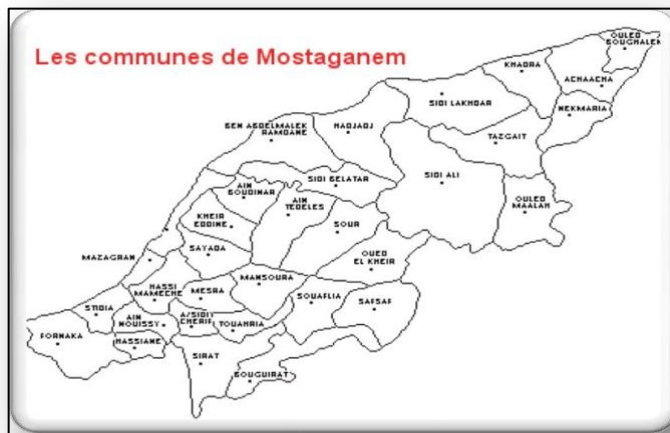 Les communes de Mostaganem
OULED
BOUGHALEM
KHADRA
ACHAACHA
SIDI LAKHDAR
NEKMARIA
BEN ABDELMALEK
RAMDANE
HADJADJ
TAZGAIT
SIDI BELATAR
SIDI ALI
AIN
BOUDINAR
AIN
TEDELES
OULED
MAALAH
KHEIR
EDDINE
SOUR
SAYADA
MAZAGRAN
OUED
EL KHEIR
HASSI
MAMECHE
MESRA
MANSOURA
SOUAFLIA
SAFSAF
STIDIA
AIN
NOUISSY
A/SIDI
CHERIF
TOUAHRIA
FORNAKA
HASSIANE
SIRAT
BOUGUIRAT